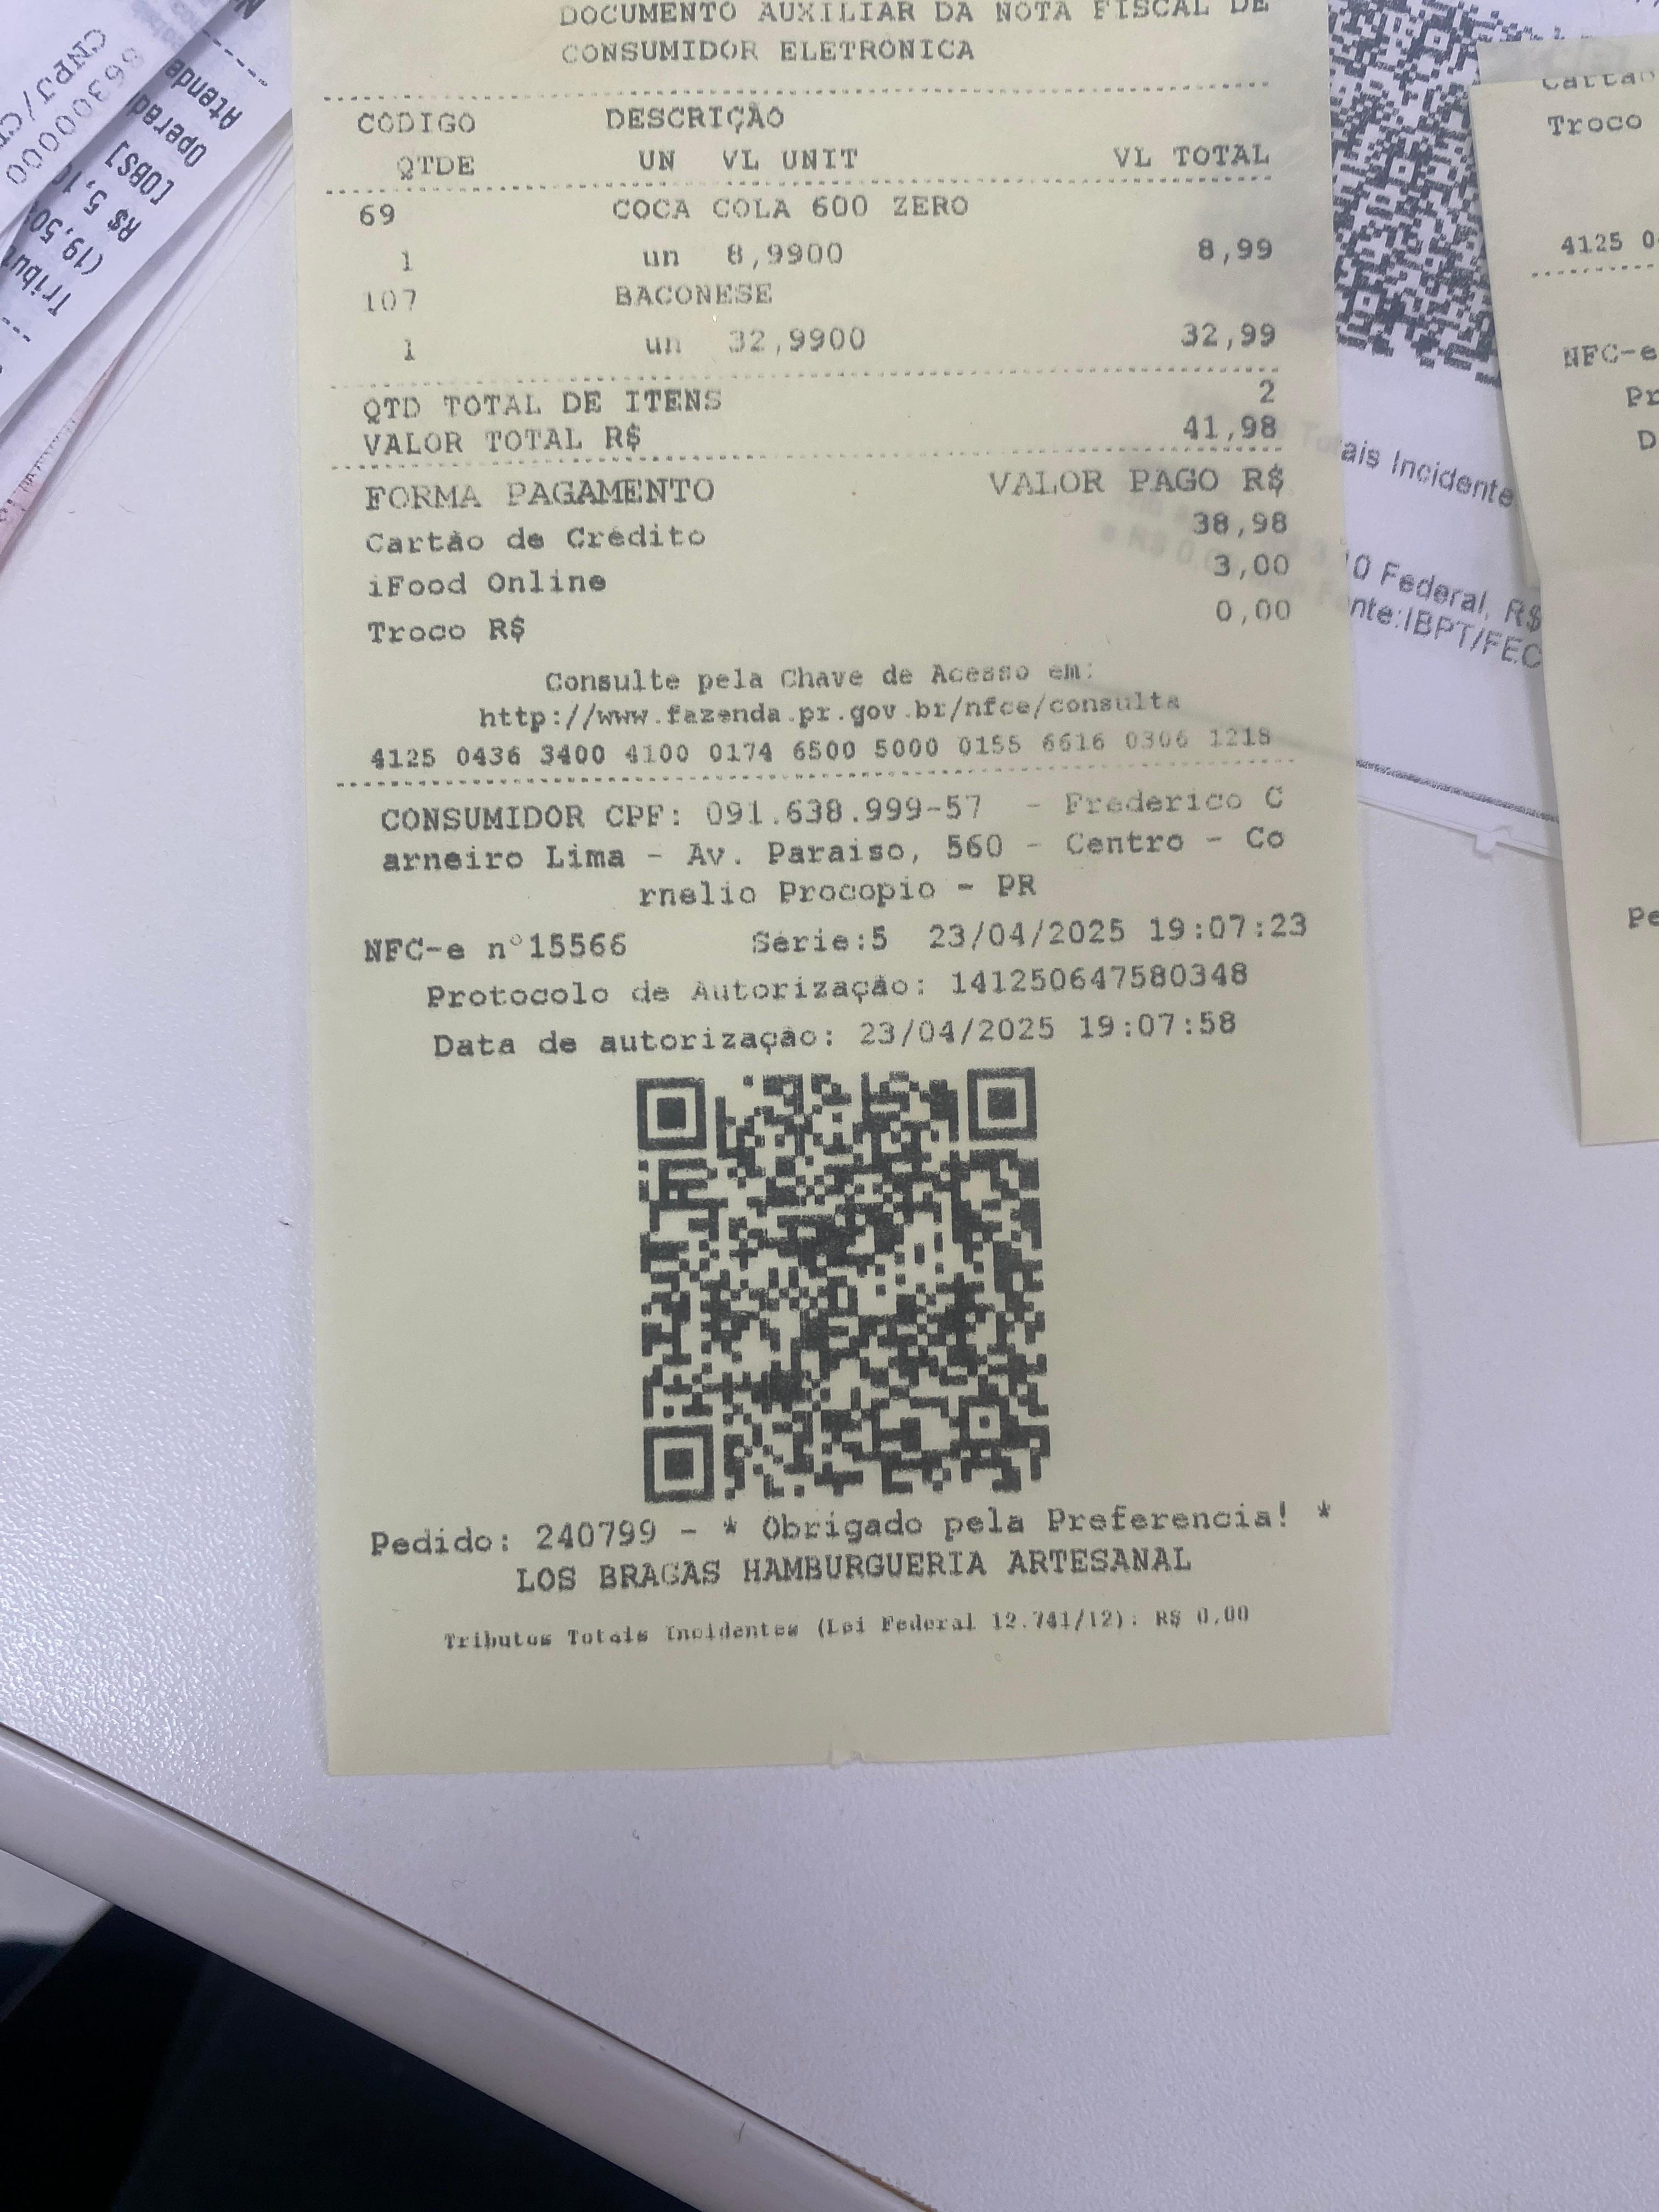 DOCUMENTO AUXILIAR DA NOTA FISCAL DE
CONSUMIDOR ELETRONICA
CODIGO DESCRIÇÃO
QTDE UN VL UNIT VL TOTAL
69 COCA COLA 600 ZERO
1 un 8,9900 8,99
107 BACONESE
1 un 32,9900 32,99
QTD TOTAL DE ITENS 2
VALOR TOTAL R$ 41,98
FORMA PAGAMENTO VALOR PAGO R$
Cartão de Crédito 38,98
iFood Online 3,00
Troco R$ 0,00
Consulte pela Chave de Acesso em:
http://www.fazenda.pr.gov.br/nfce/consulta
4125 0436 3400 4100 0174 6500 5000 0155 6616 0306 1218
CONSUMIDOR CPF: 091.638.999-57 - Frederico C
arneiro Lima - Av. Paraiso, 560 - Centro - Co
rnelio Procopio - PR
NFC-e n°15566 Série:5 23/04/2025 19:07:23
Protocolo de Autorização: 141250647580348
Data de autorização: 23/04/2025 19:07:58
Pedido: 240799 - * Obrigado pela Preferencia! *
LOS BRAGAS HAMBURGUERIA ARTESANAL
Tributos Totais Incidentes (Lei Federal 12.741/12): R$ 0,00
CNPJ/
Atende
Operad
[OBS]
R$ 5,1
(19,50
Tribut
ais Incidente
0 Federal, R$
nte:IBPT/FEC
Cartão
Troco
4125 0
NFC-e
Pr
D
Pe